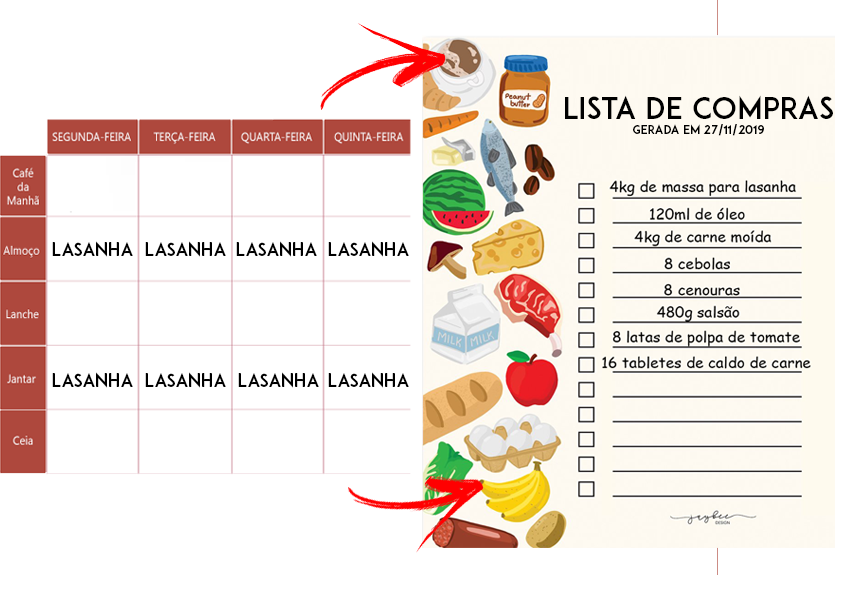 SEGUNDA-FEIRA TERÇA-FEIRA QUARTA-FEIRA QUINTA-FEIRA
Café
da
Manhã
Almoço LASANHA LASANHA LASANHA LASANHA
Lanche
Jantar LASANHA LASANHA LASANHA LASANHA
Ceia
Peanut
butter
LISTA DE COMPRAS
GERADA EM 27/11/2019
4kg de massa para lasanha
120ml de óleo
4kg de carne moída
8 cebolas
8 cenouras
480g salsão
8 latas de polpa de tomate
16 tabletes de caldo de carne
MILK MILK
jaybee
DESIGN